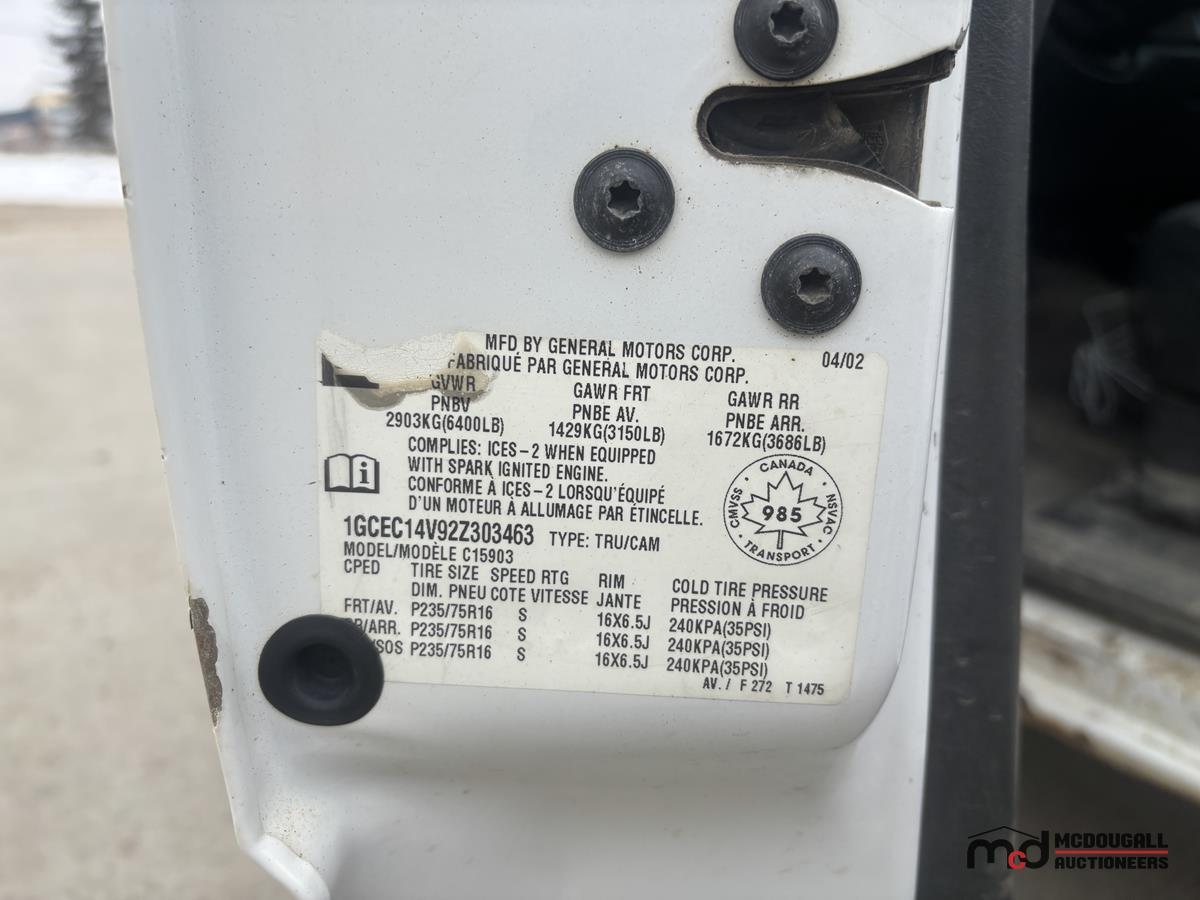 MFD BY GENERAL MOTORS CORP. 04/02
FABRIQUÉ PAR GENERAL MOTORS CORP.
GVWR GAWR FRT GAWR RR
PNBV PNBE AV. PNBE ARR.
2903KG(6400LB) 1429KG(3150LB) 1672KG(3686LB)
COMPLIES: ICES-2 WHEN EQUIPPED
WITH SPARK IGNITED ENGINE.
CONFORME À ICES-2 LORSQU'ÉQUIPÉ
D'UN MOTEUR À ALLUMAGE PAR ÉTINCELLE.
CANADA
CMVSS 985 NSVAC
TRANSPORT
1GCEC14V92Z303463 TYPE: TRU/CAM
MODEL/MODÈLE C15903
CPED TIRE SIZE SPEED RTG RIM COLD TIRE PRESSURE
DIM. PNEU COTE VITESSE JANTE PRESSION À FROID
FRT/AV. P235/75R16 S 16X6.5J 240KPA(35PSI)
/ARR. P235/75R16 S 16X6.5J 240KPA(35PSI)
SOS P235/75R16 S 16X6.5J 240KPA(35PSI)
AV. / F 272 T 1475
mcd MCDOUGALL
AUCTIONEERS